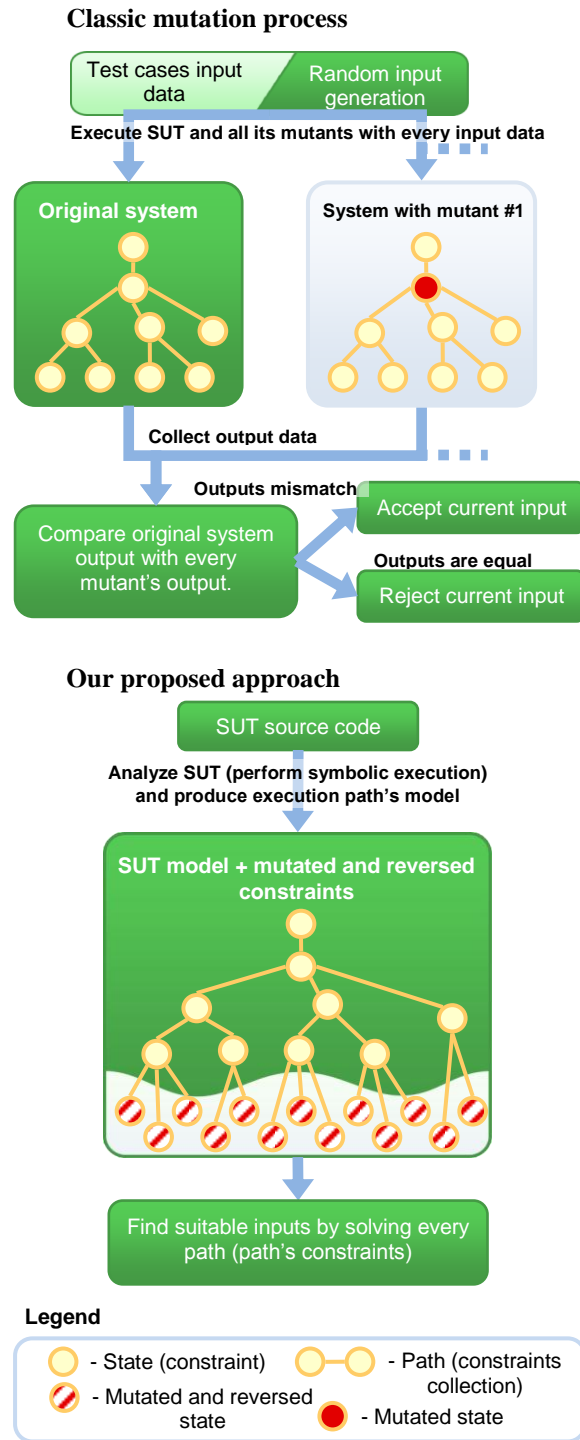 Classic mutation process
Test cases input
data
Random input
generation
Execute SUT and all its mutants with every input data
Original system
System with mutant #1
Collect output data
Outputs mismatch
Compare original system
output with every
mutant's output.
Accept current input
Outputs are equal
Reject current input
Our proposed approach
SUT source code
Analyze SUT (perform symbolic execution)
and produce execution path's model
SUT model + mutated and reversed
constraints
Find suitable inputs by solving every
path (path's constraints)
Legend
- State (constraint)
- Path (constraints
collection)
- Mutated and reversed
state
- Mutated state